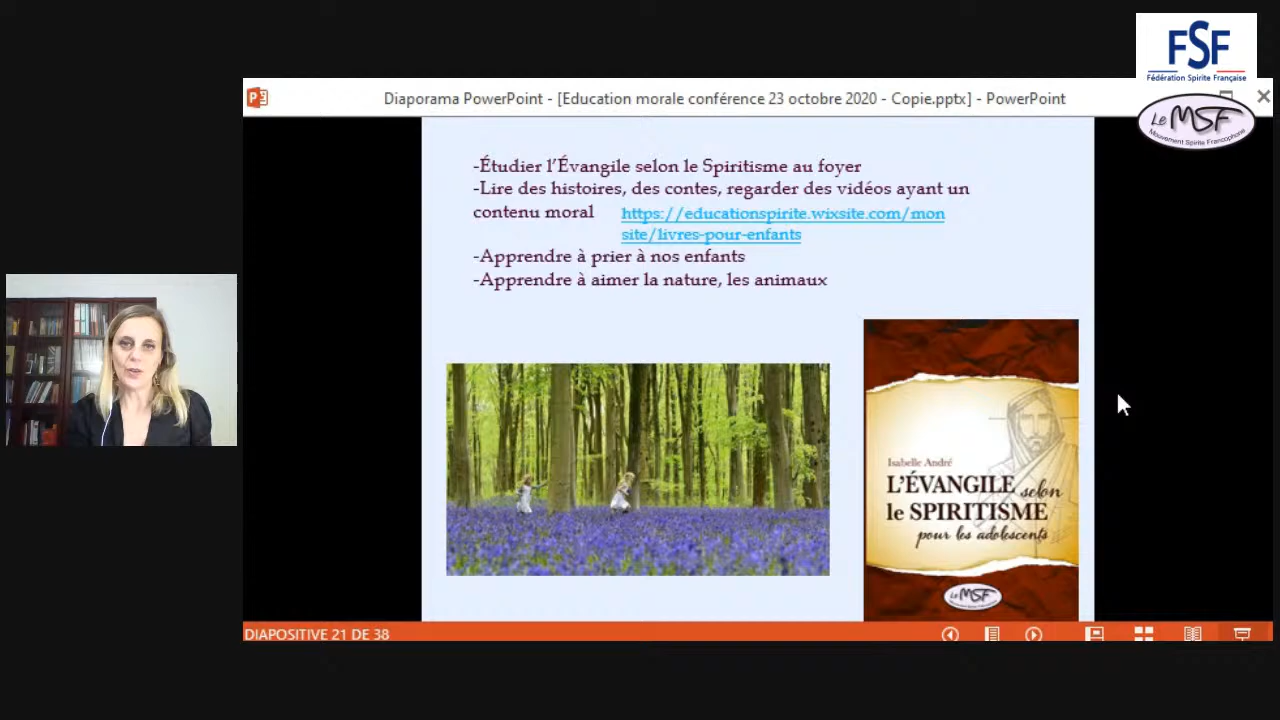 FSF
Fédération Spirite Française
Diaporama PowerPoint - [Education morale conférence 23 octobre 2020 - Copie.pptx] - PowerPoint
Le MSF
Mouvement Spirite Francophone
-Étudier l’Évangile selon le Spiritisme au foyer
-Lire des histoires, des contes, regarder des vidéos ayant un
contenu moral
https://educationspirite.wixsite.com/mon
site/livres-pour-enfants
-Apprendre à prier à nos enfants
-Apprendre à aimer la nature, les animaux
Isabelle André
L'ÉVANGILE selon
le SPIRITISME
pour les adolescents
Le MSF
DIAPOSITIVE 21 DE 38